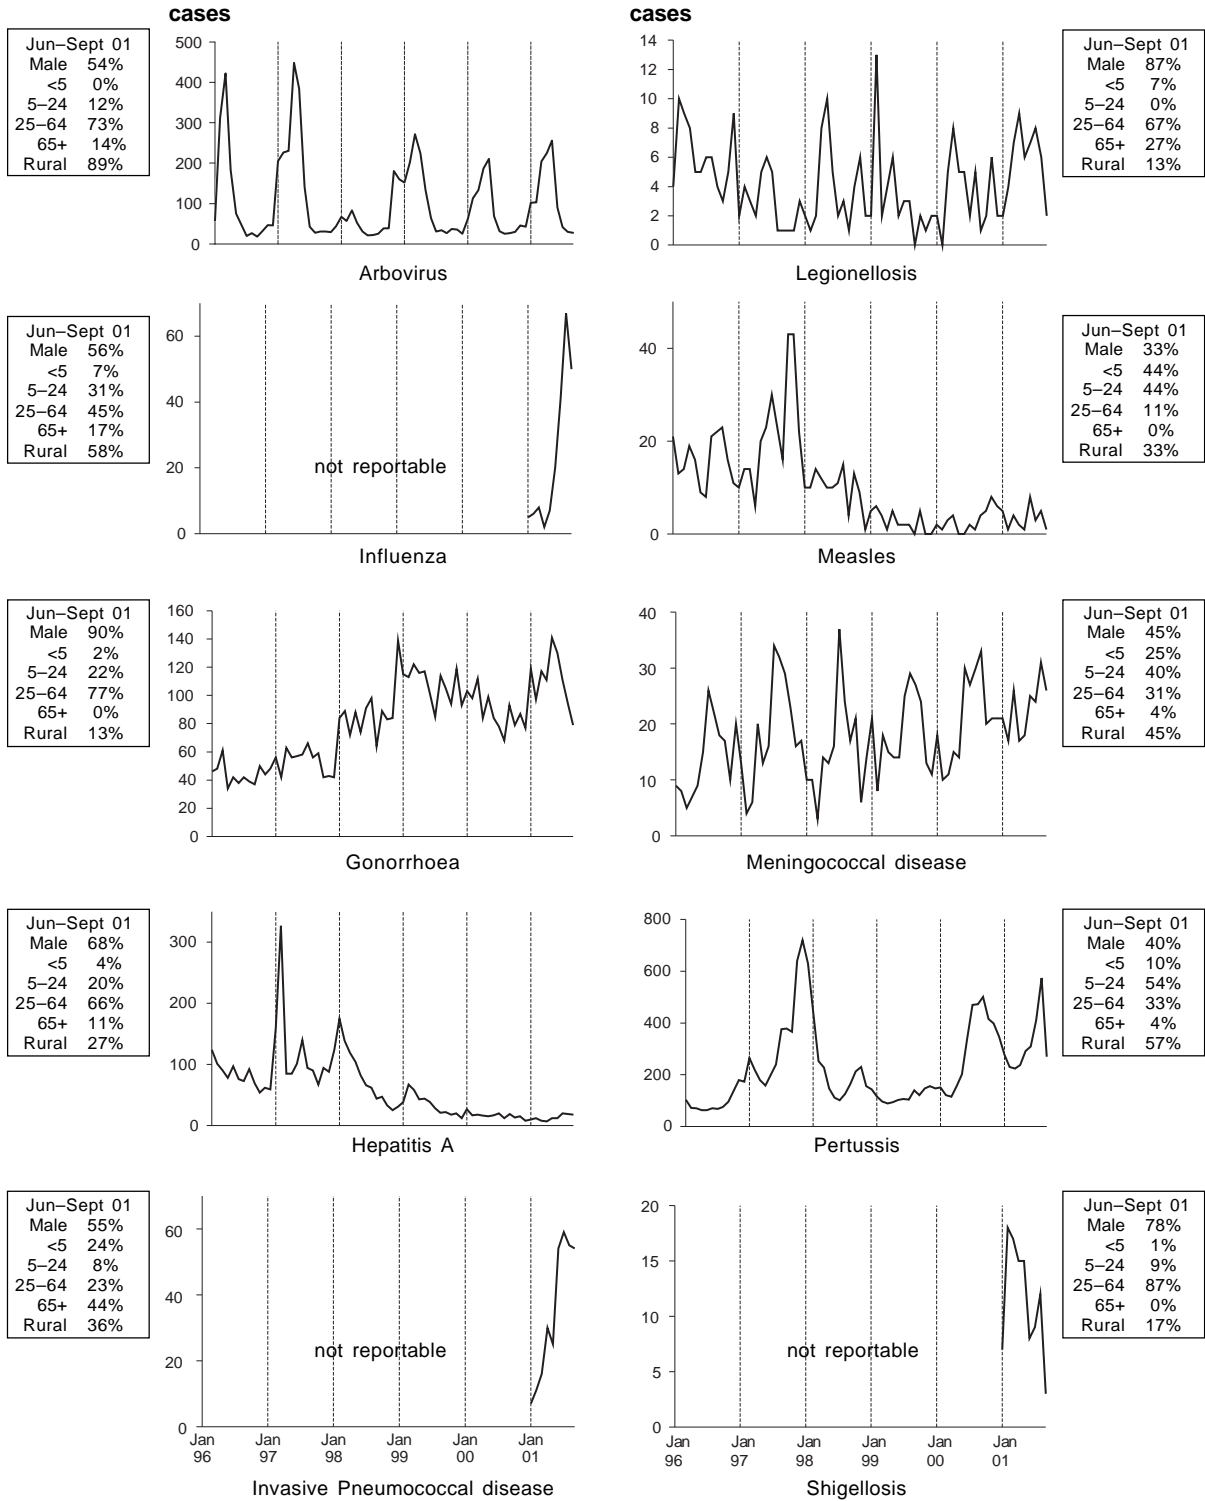 cases
cases
Jun–Sept 01
Male 54%
<5 0%
5–24 12%
25–64 73%
65+ 14%
Rural 89%
500
400
300
200
100
0
Arbovirus
14
12
10
8
6
4
2
0
Legionellosis
Jun–Sept 01
Male 87%
<5 7%
5–24 0%
25–64 67%
65+ 27%
Rural 13%
Jun–Sept 01
Male 56%
<5 7%
5–24 31%
25–64 45%
65+ 17%
Rural 58%
60
40
20
0
not reportable
Influenza
40
20
0
Measles
Jun–Sept 01
Male 33%
<5 44%
5–24 44%
25–64 11%
65+ 0%
Rural 33%
Jun–Sept 01
Male 90%
<5 2%
5–24 22%
25–64 77%
65+ 0%
Rural 13%
160
140
120
100
80
60
40
20
0
Gonorrhoea
40
30
20
10
0
Meningococcal disease
Jun–Sept 01
Male 45%
<5 25%
5–24 40%
25–64 31%
65+ 4%
Rural 45%
Jun–Sept 01
Male 68%
<5 4%
5–24 20%
25–64 66%
65+ 11%
Rural 27%
300
200
100
0
Hepatitis A
800
600
400
200
0
Pertussis
Jun–Sept 01
Male 40%
<5 10%
5–24 54%
25–64 33%
65+ 4%
Rural 57%
Jun–Sept 01
Male 55%
<5 24%
5–24 8%
25–64 23%
65+ 44%
Rural 36%
60
40
20
0
not reportable
Jan Jan Jan Jan Jan Jan
96 97 98 99 00 01
Invasive Pneumococcal disease
20
15
10
5
0
not reportable
Jan Jan Jan Jan Jan Jan
96 97 98 99 00 01
Shigellosis
Jun–Sept 01
Male 78%
<5 1%
5–24 9%
25–64 87%
65+ 0%
Rural 17%